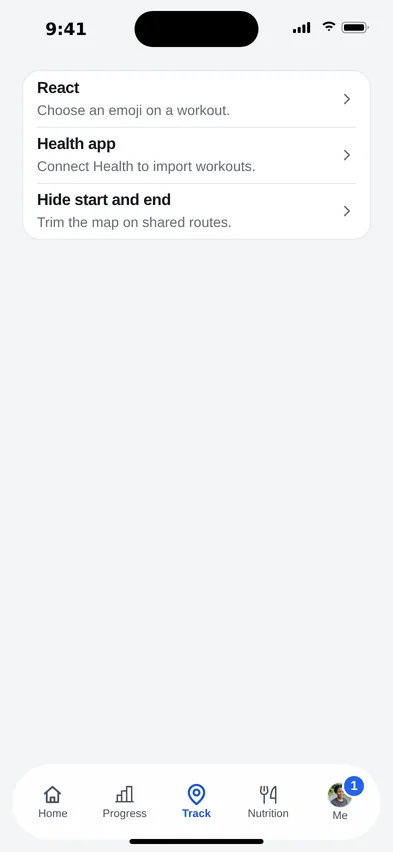 9:41
React
Choose an emoji on a workout.
Health app
Connect Health to import workouts.
Hide start and end
Trim the map on shared routes.
Home
Progress
Track
Nutrition
1
Me